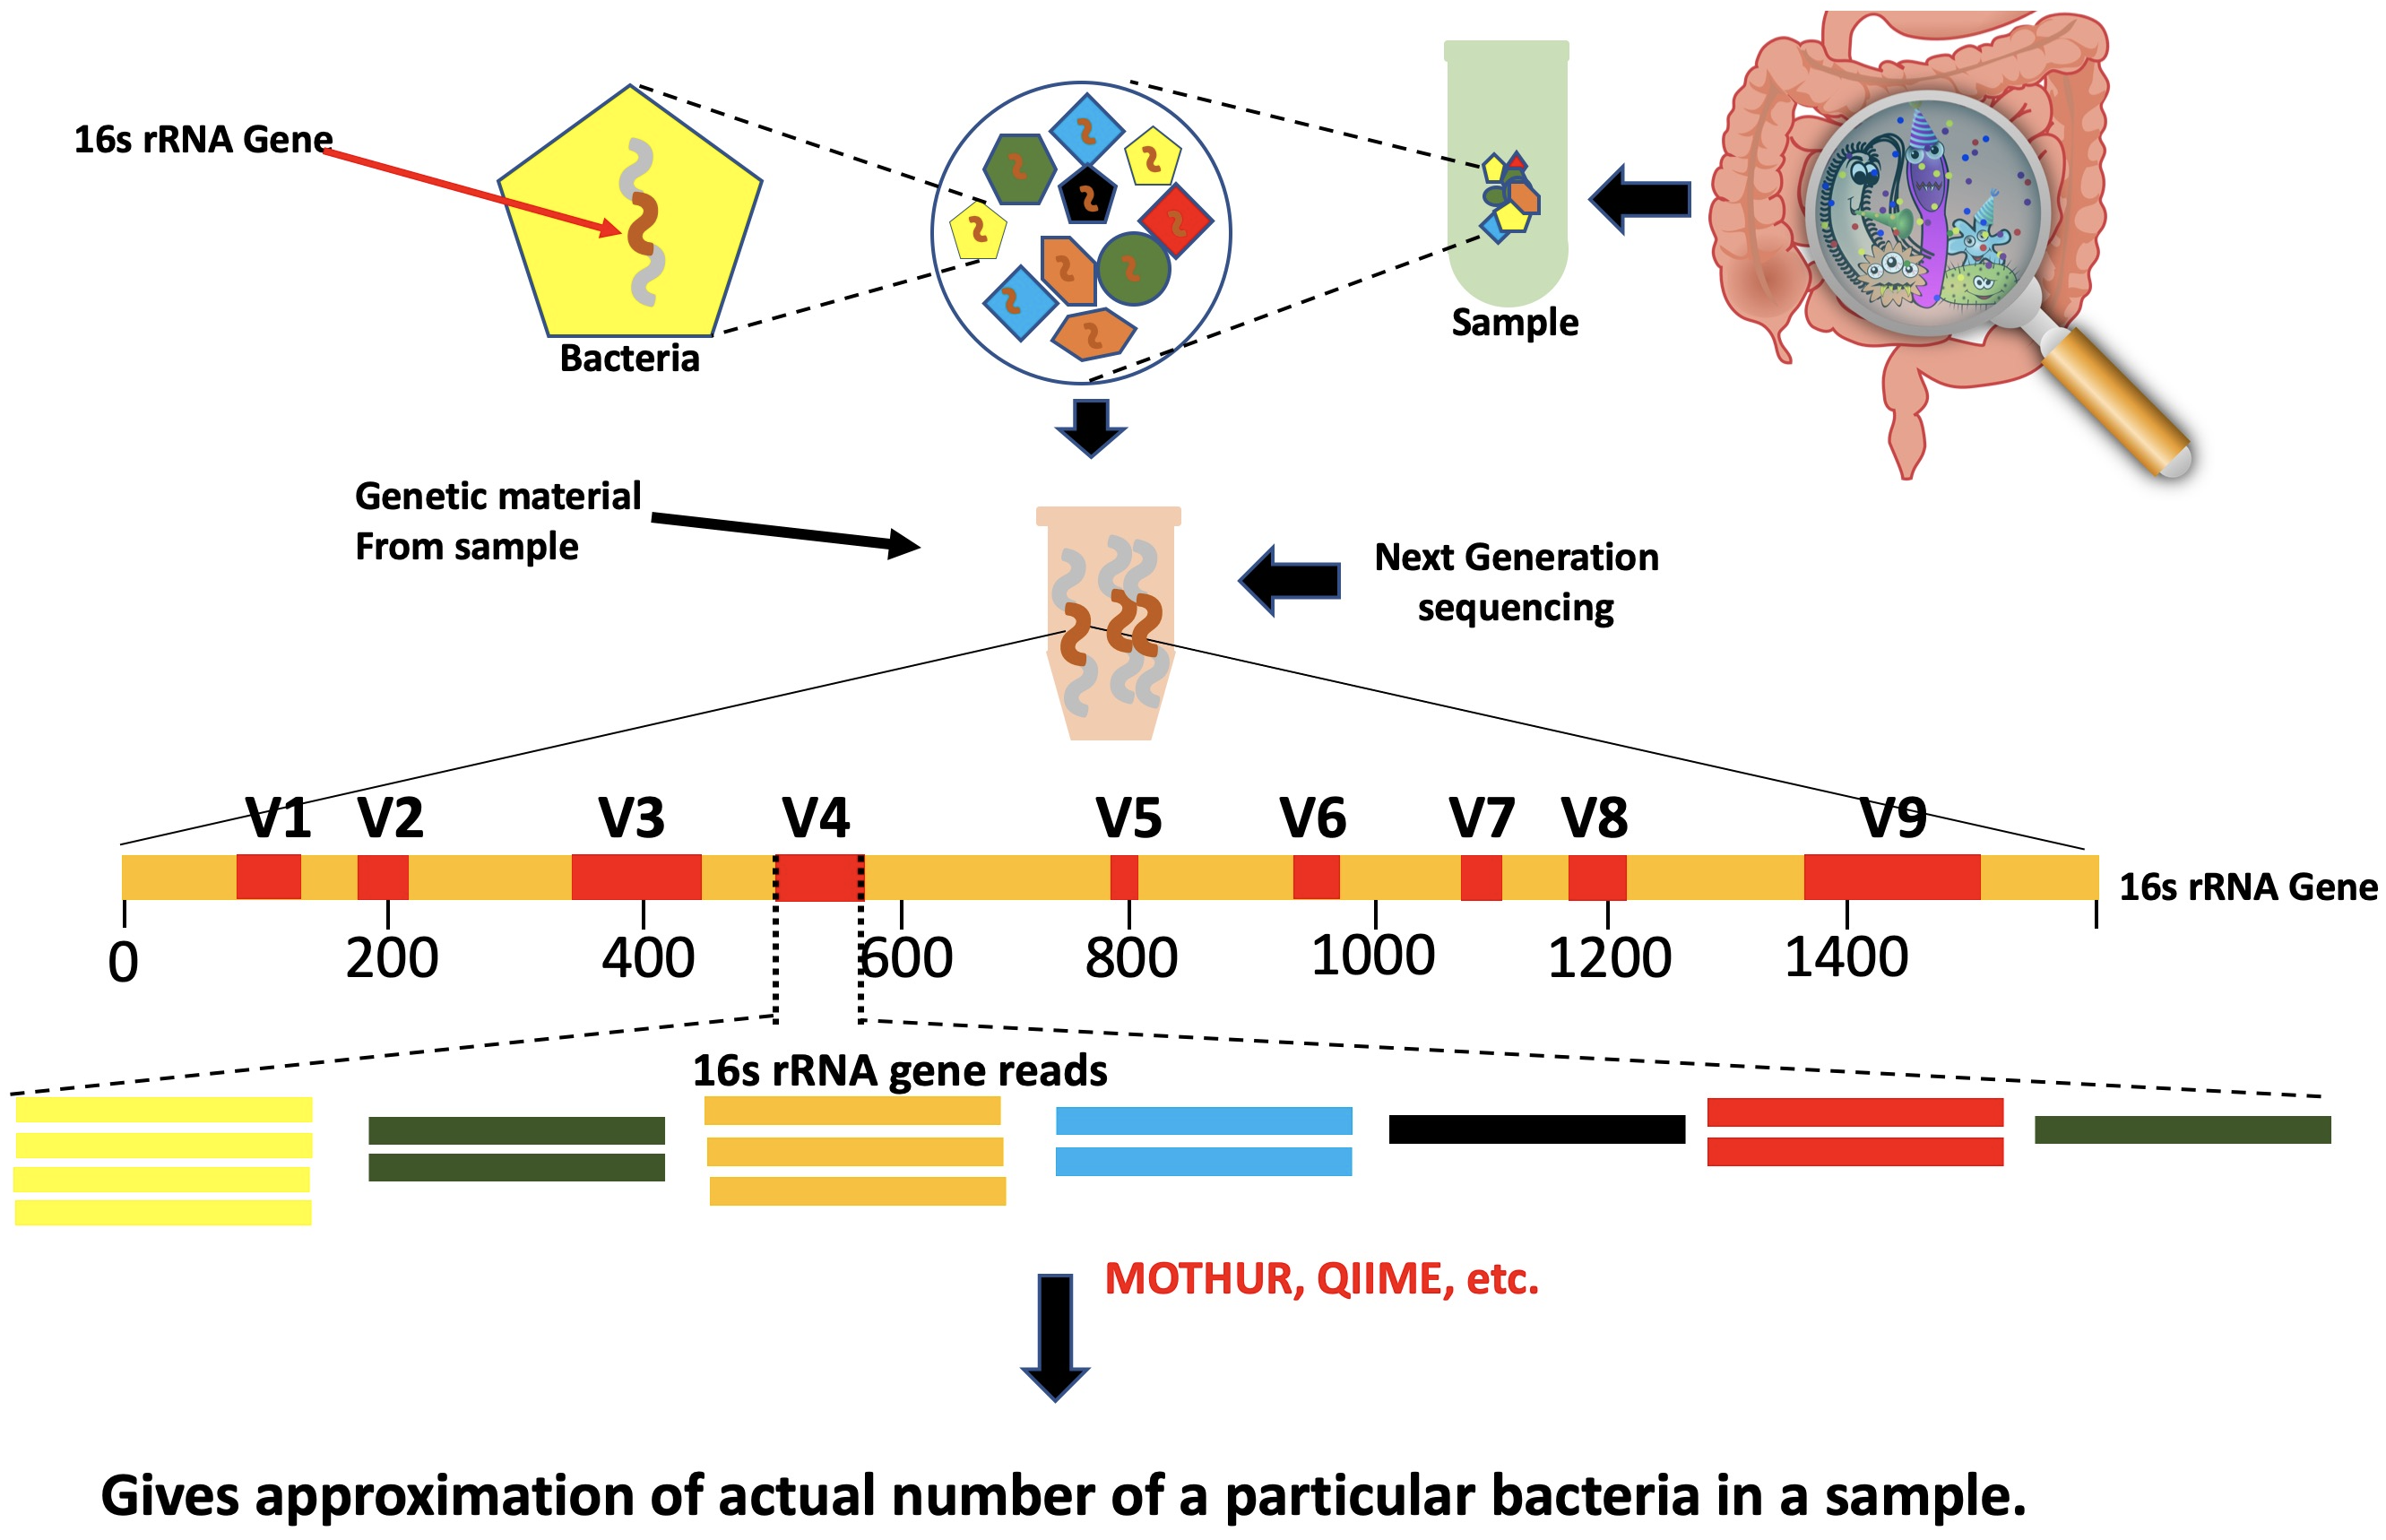 16s rRNA Gene
Bacteria
Sample
Genetic material
From sample
Next Generation
sequencing
V1 V2 V3 V4 V5 V6 V7 V8 V9
16s rRNA Gene
0 200 400 600 800 1000 1200 1400
16s rRNA gene reads
MOTHUR, QIIME, etc.
Gives approximation of actual number of a particular bacteria in a sample.